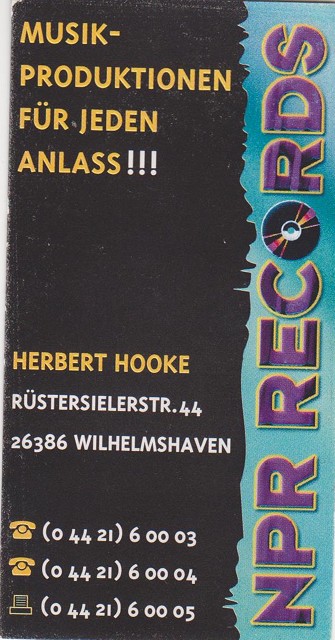 MUSIK-
PRODUKTIONEN
FÜR JEDEN
ANLASS!!!
HERBERT HOOKE
RÜSTERSIELERSTR.44
26386 WILHELMSHAVEN
(0 44 21) 6 00 03
(0 44 21) 6 00 04
(0 44 21) 6 00 05
NPR RECORDS